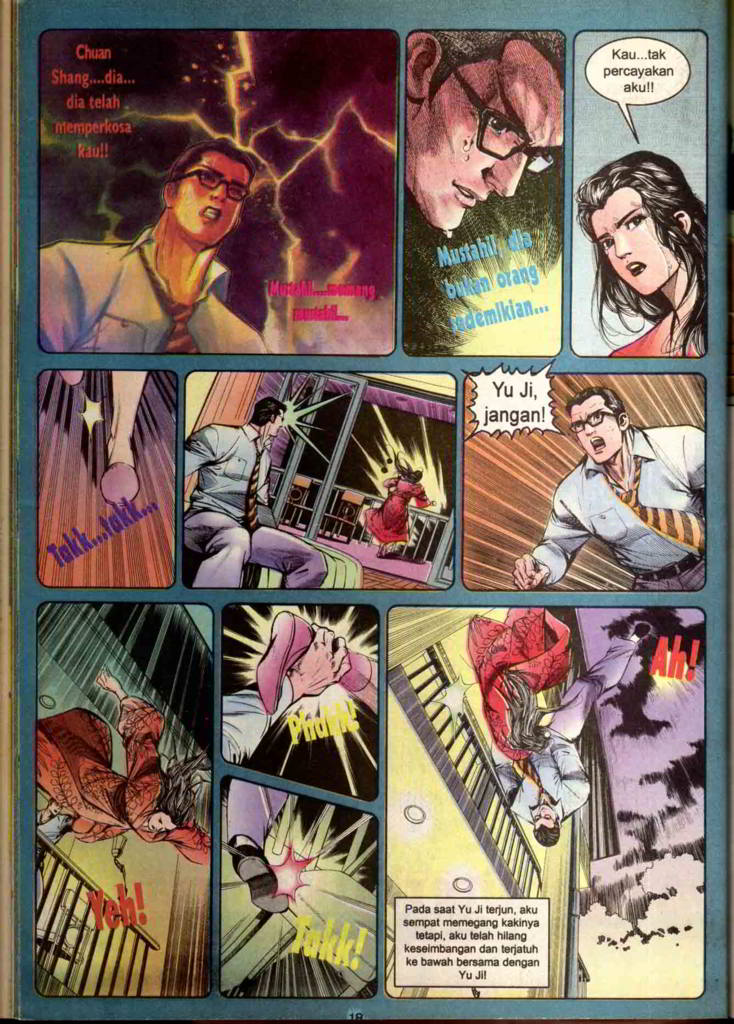 Chuan
Shang....dia...
dia telah
memperkosa
kau!!
Mustahil....memang
mustahil...
Mustahil, dia
bukan orang
sedemikian...
Kau...tak
percayakan
aku!!
Takk...takk...
Yu Ji,
jangan!
Yeh!
Phakk!
Takk!
Ah!
Pada saat Yu Ji terjun, aku
sempat memegang kakinya
tetapi, aku telah hilang
keseimbangan dan terjatuh
ke bawah bersama dengan
Yu Ji!
18